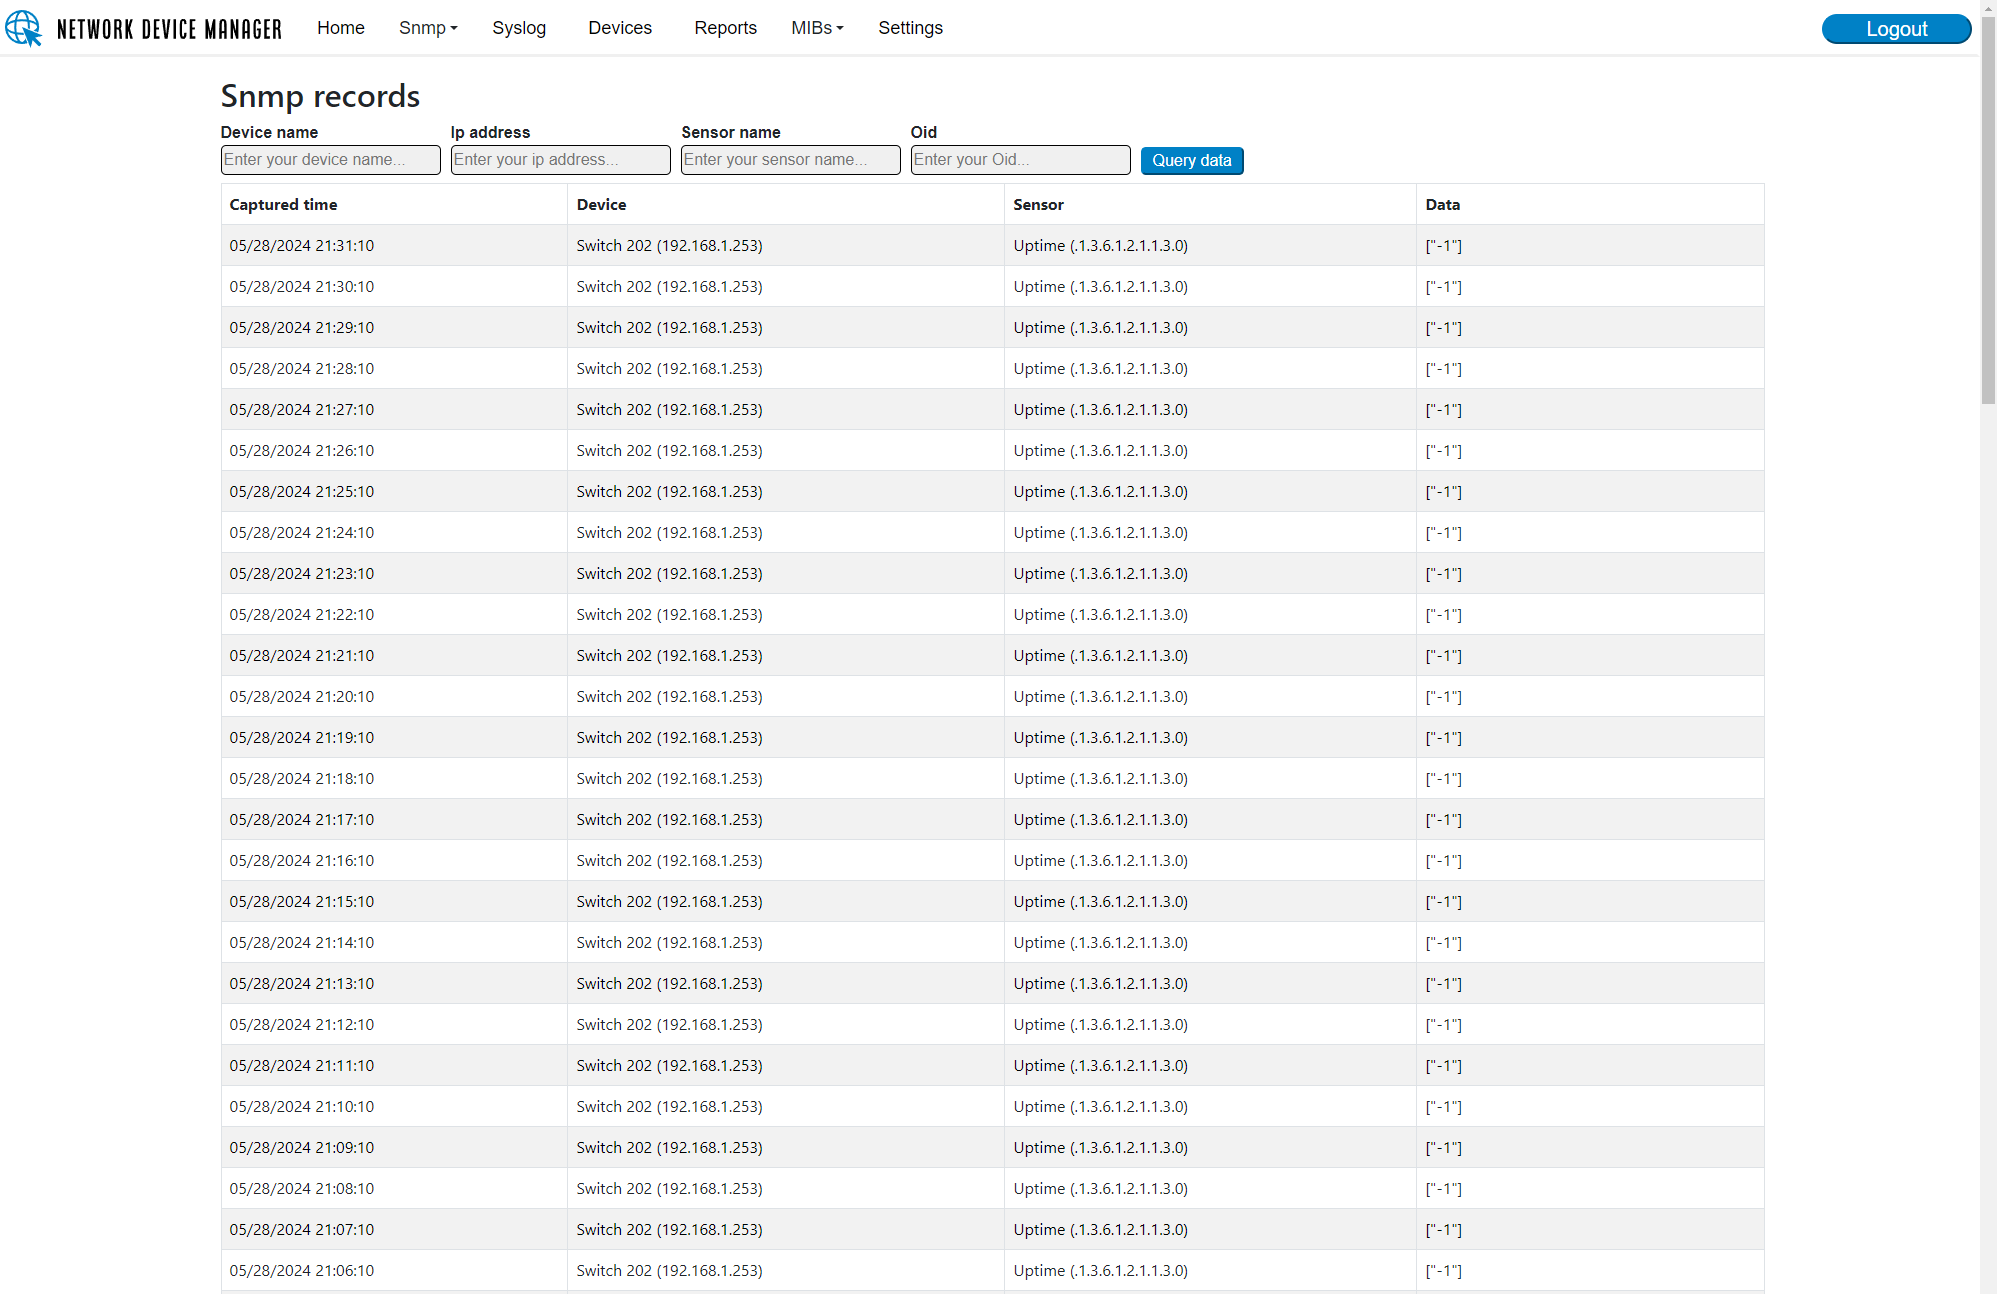 NETWORK DEVICE MANAGER Home Snmp Syslog Devices Reports MIBs Settings Logout
Snmp records
Device name Ip address Sensor name Oid
Enter your device name... Enter your ip address... Enter your sensor name... Enter your Oid... Query data
Captured time Device Sensor Data
05/28/2024 21:31:10 Switch 202 (192.168.1.253) Uptime (.1.3.6.1.2.1.1.3.0) ["-1"]
05/28/2024 21:30:10 Switch 202 (192.168.1.253) Uptime (.1.3.6.1.2.1.1.3.0) ["-1"]
05/28/2024 21:29:10 Switch 202 (192.168.1.253) Uptime (.1.3.6.1.2.1.1.3.0) ["-1"]
05/28/2024 21:28:10 Switch 202 (192.168.1.253) Uptime (.1.3.6.1.2.1.1.3.0) ["-1"]
05/28/2024 21:27:10 Switch 202 (192.168.1.253) Uptime (.1.3.6.1.2.1.1.3.0) ["-1"]
05/28/2024 21:26:10 Switch 202 (192.168.1.253) Uptime (.1.3.6.1.2.1.1.3.0) ["-1"]
05/28/2024 21:25:10 Switch 202 (192.168.1.253) Uptime (.1.3.6.1.2.1.1.3.0) ["-1"]
05/28/2024 21:24:10 Switch 202 (192.168.1.253) Uptime (.1.3.6.1.2.1.1.3.0) ["-1"]
05/28/2024 21:23:10 Switch 202 (192.168.1.253) Uptime (.1.3.6.1.2.1.1.3.0) ["-1"]
05/28/2024 21:22:10 Switch 202 (192.168.1.253) Uptime (.1.3.6.1.2.1.1.3.0) ["-1"]
05/28/2024 21:21:10 Switch 202 (192.168.1.253) Uptime (.1.3.6.1.2.1.1.3.0) ["-1"]
05/28/2024 21:20:10 Switch 202 (192.168.1.253) Uptime (.1.3.6.1.2.1.1.3.0) ["-1"]
05/28/2024 21:19:10 Switch 202 (192.168.1.253) Uptime (.1.3.6.1.2.1.1.3.0) ["-1"]
05/28/2024 21:18:10 Switch 202 (192.168.1.253) Uptime (.1.3.6.1.2.1.1.3.0) ["-1"]
05/28/2024 21:17:10 Switch 202 (192.168.1.253) Uptime (.1.3.6.1.2.1.1.3.0) ["-1"]
05/28/2024 21:16:10 Switch 202 (192.168.1.253) Uptime (.1.3.6.1.2.1.1.3.0) ["-1"]
05/28/2024 21:15:10 Switch 202 (192.168.1.253) Uptime (.1.3.6.1.2.1.1.3.0) ["-1"]
05/28/2024 21:14:10 Switch 202 (192.168.1.253) Uptime (.1.3.6.1.2.1.1.3.0) ["-1"]
05/28/2024 21:13:10 Switch 202 (192.168.1.253) Uptime (.1.3.6.1.2.1.1.3.0) ["-1"]
05/28/2024 21:12:10 Switch 202 (192.168.1.253) Uptime (.1.3.6.1.2.1.1.3.0) ["-1"]
05/28/2024 21:11:10 Switch 202 (192.168.1.253) Uptime (.1.3.6.1.2.1.1.3.0) ["-1"]
05/28/2024 21:10:10 Switch 202 (192.168.1.253) Uptime (.1.3.6.1.2.1.1.3.0) ["-1"]
05/28/2024 21:09:10 Switch 202 (192.168.1.253) Uptime (.1.3.6.1.2.1.1.3.0) ["-1"]
05/28/2024 21:08:10 Switch 202 (192.168.1.253) Uptime (.1.3.6.1.2.1.1.3.0) ["-1"]
05/28/2024 21:07:10 Switch 202 (192.168.1.253) Uptime (.1.3.6.1.2.1.1.3.0) ["-1"]
05/28/2024 21:06:10 Switch 202 (192.168.1.253) Uptime (.1.3.6.1.2.1.1.3.0) ["-1"]